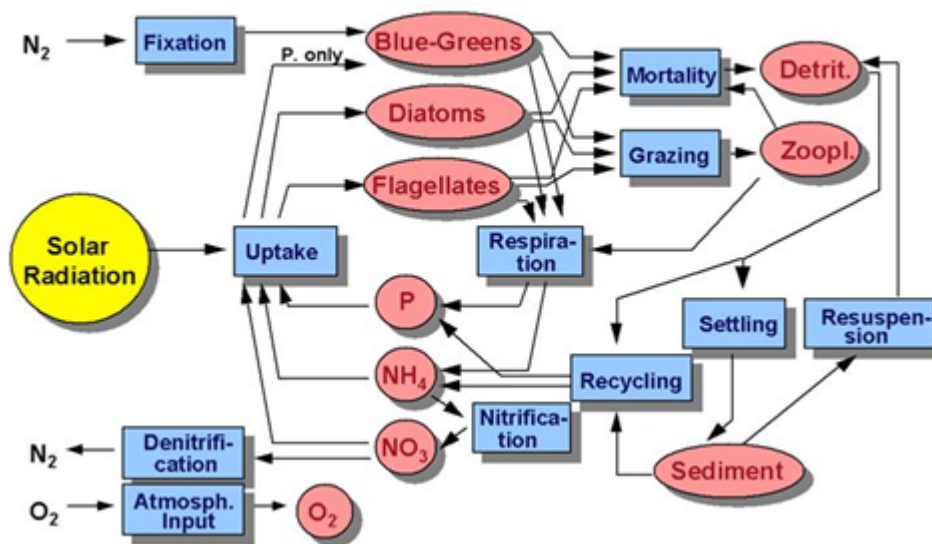 N2
Fixation
P. only
Blue-Greens
Mortality
Detrit.
Diatoms
Grazing
Zoopl.
Flagellates
Solar
Radiation
Uptake
Respira-
tion
P
Settling
Resuspen-
sion
NH4
Recycling
Nitrifica-
tion
N2
Denitrifi-
cation
NO3
Sediment
O2
Atmosph.
Input
O2